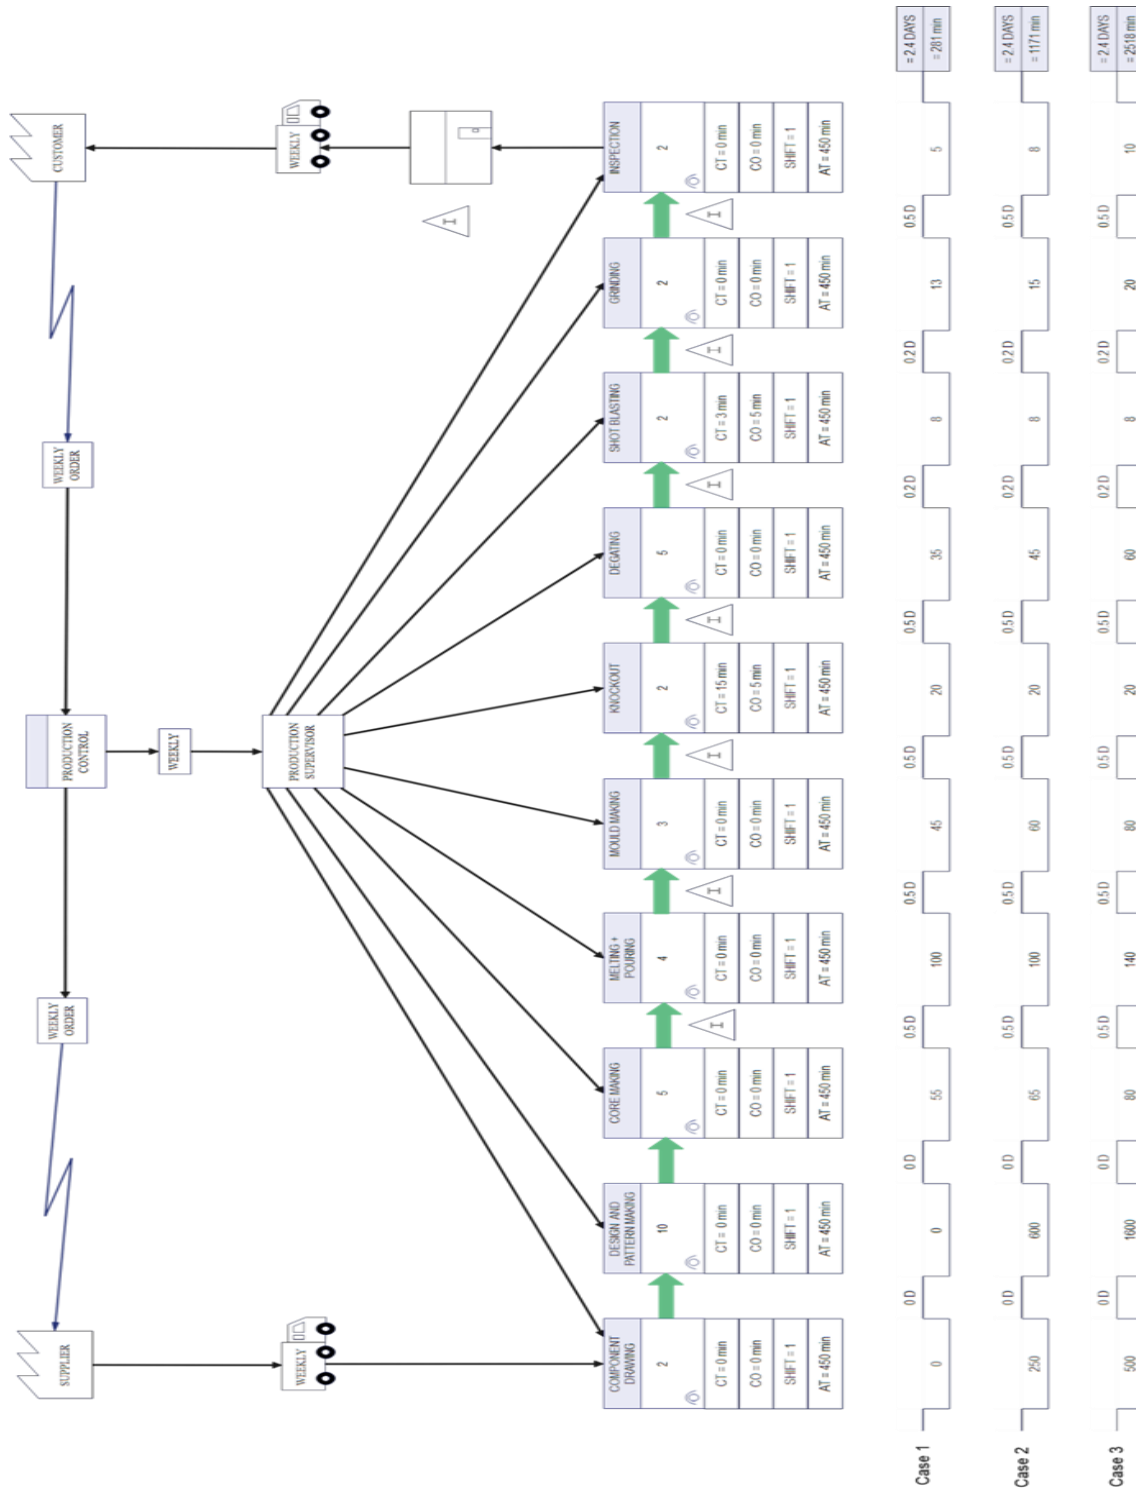 SUPPLIER
WEEKLY
ORDER
PRODUCTION
CONTROL
WEEKLY
ORDER
CUSTOMER
WEEKLY
WEEKLY
WEEKLY
PRODUCTION
SUPERVISOR
I
COMPONENT
DRAWING
2
CT = 0 min
CO = 0 min
SHIFT = 1
AT = 450 min
DESIGN AND
PATTERN MAKING
10
CT = 0 min
CO = 0 min
SHIFT = 1
AT = 450 min
CORE MAKING
5
CT = 0 min
CO = 0 min
SHIFT = 1
AT = 450 min
I
MELTING +
POURING
4
CT = 0 min
CO = 0 min
SHIFT = 1
AT = 450 min
I
MOULD MAKING
3
CT = 0 min
CO = 0 min
SHIFT = 1
AT = 450 min
I
KNOCKOUT
2
CT = 15 min
CO = 5 min
SHIFT = 1
AT = 450 min
I
DEGATING
5
CT = 0 min
CO = 0 min
SHIFT = 1
AT = 450 min
I
SHOT BLASTING
2
CT = 3 min
CO = 5 min
SHIFT = 1
AT = 450 min
I
GRINDING
2
CT = 0 min
CO = 0 min
SHIFT = 1
AT = 450 min
I
INSPECTION
2
CT = 0 min
CO = 0 min
SHIFT = 1
AT = 450 min
0 D 0 D 0.5 D 0.5 D 0.5 D 0.5 D 0.2 D 0.2 D 0.5 D = 2.4 DAYS
Case 1 0 0 55 100 45 20 35 8 13 5 = 281 min
0 D 0 D 0.5 D 0.5 D 0.5 D 0.5 D 0.2 D 0.2 D 0.5 D = 2.4 DAYS
Case 2 250 600 65 100 60 20 45 8 15 8 = 1171 min
0 D 0 D 0.5 D 0.5 D 0.5 D 0.5 D 0.2 D 0.2 D 0.5 D = 2.4 DAYS
Case 3 500 1600 80 140 80 20 60 8 20 10 = 2518 min